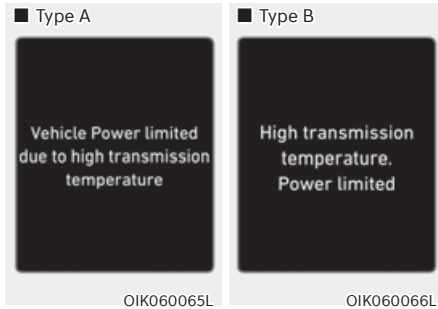 ■ Type A
Vehicle Power limited
due to high transmission
temperature
OIK060065L
■ Type B
High transmission
temperature.
Power limited
OIK060066L